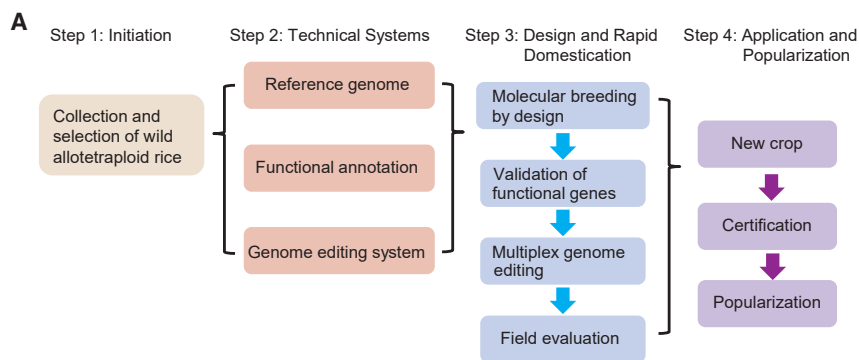 A
Step 1: Initiation
Collection and
selection of wild
allotetraploid rice
Step 2: Technical Systems
Reference genome
Functional annotation
Genome editing system
Step 3: Design and Rapid
Domestication
Molecular breeding
by design
Validation of
functional genes
Multiplex genome
editing
Field evaluation
Step 4: Application and
Popularization
New crop
Certification
Popularization